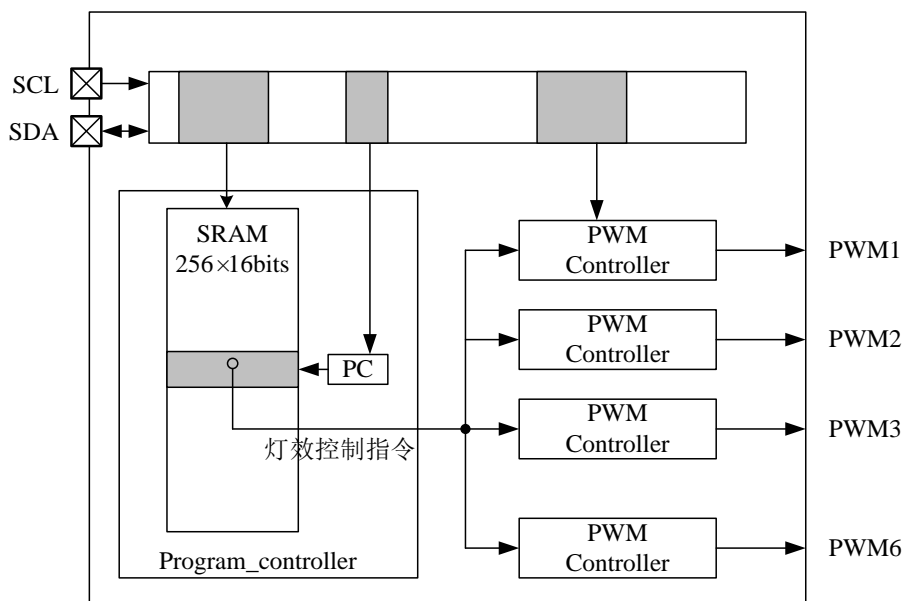 SCL
SDA
SRAM
256×16bits
PC
灯效控制指令
Program_controller
PWM
Controller
PWM1
PWM
Controller
PWM2
PWM
Controller
PWM3
PWM
Controller
PWM6